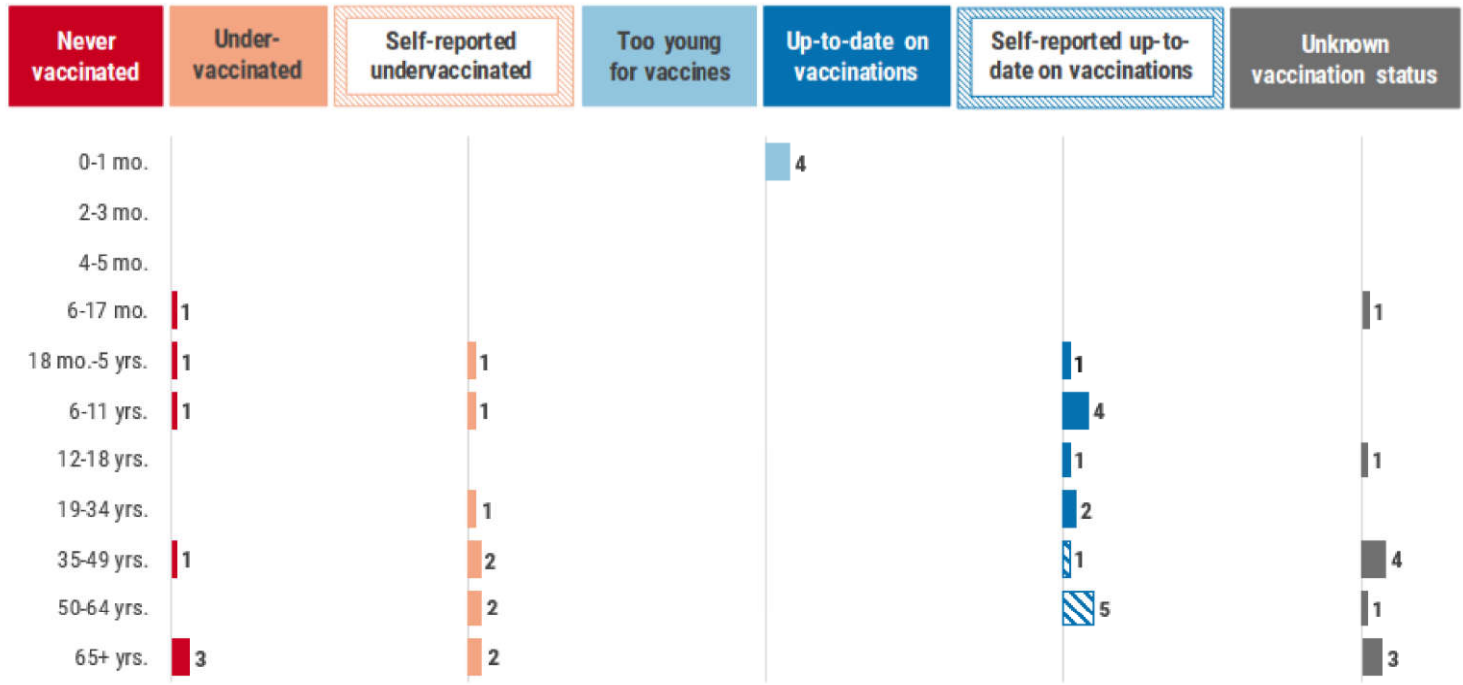 Never
vaccinated
Under-
vaccinated
Self-reported
undervaccinated
Too young
for vaccines
Up-to-date on
vaccinations
Self-reported up-to-
date on vaccinations
Unknown
vaccination status
0-1 mo. 4
2-3 mo.
4-5 mo.
6-17 mo. 1 1
18 mo.-5 yrs. 1 1 1
6-11 yrs. 1 1 4
12-18 yrs. 1 1
19-34 yrs. 1 2
35-49 yrs. 1 2 1 4
50-64 yrs. 2 5 1
65+ yrs. 3 2 3